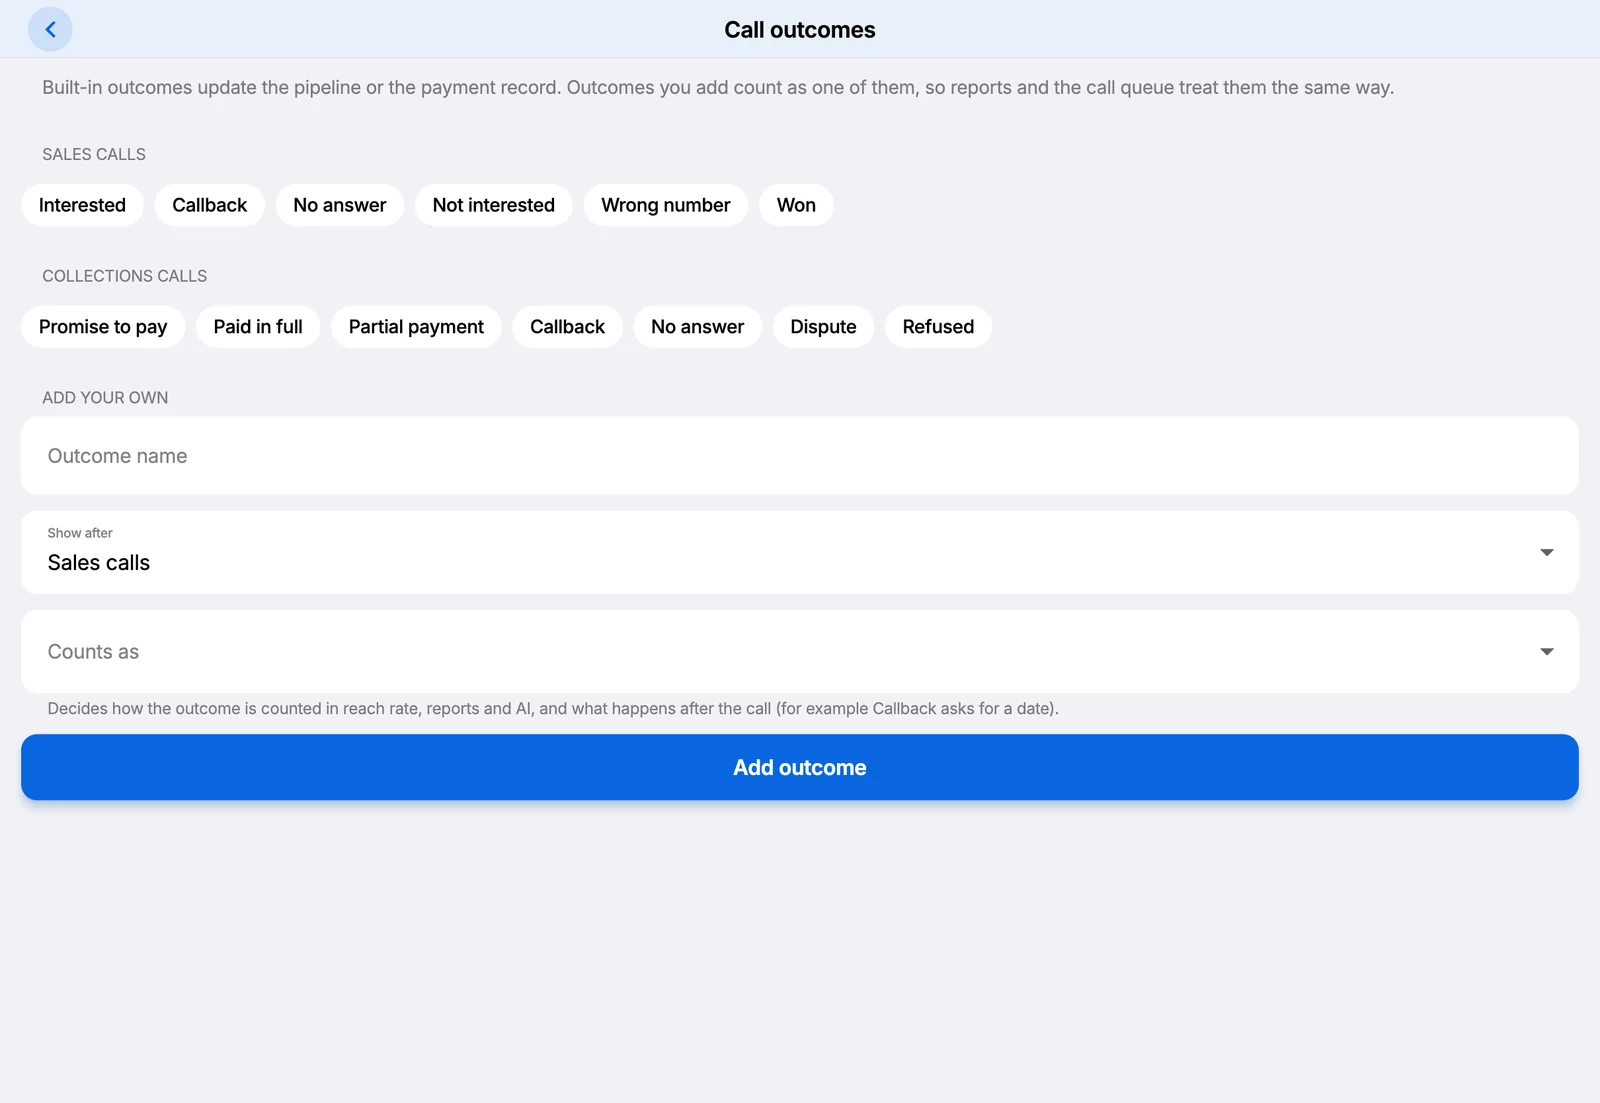 Call outcomes
Built-in outcomes update the pipeline or the payment record. Outcomes you add count as one of them, so reports and the call queue treat them the same way.
SALES CALLS
Interested
Callback
No answer
Not interested
Wrong number
Won
COLLECTIONS CALLS
Promise to pay
Paid in full
Partial payment
Callback
No answer
Dispute
Refused
ADD YOUR OWN
Outcome name
Show after
Sales calls
Counts as
Decides how the outcome is counted in reach rate, reports and AI, and what happens after the call (for example Callback asks for a date).
Add outcome